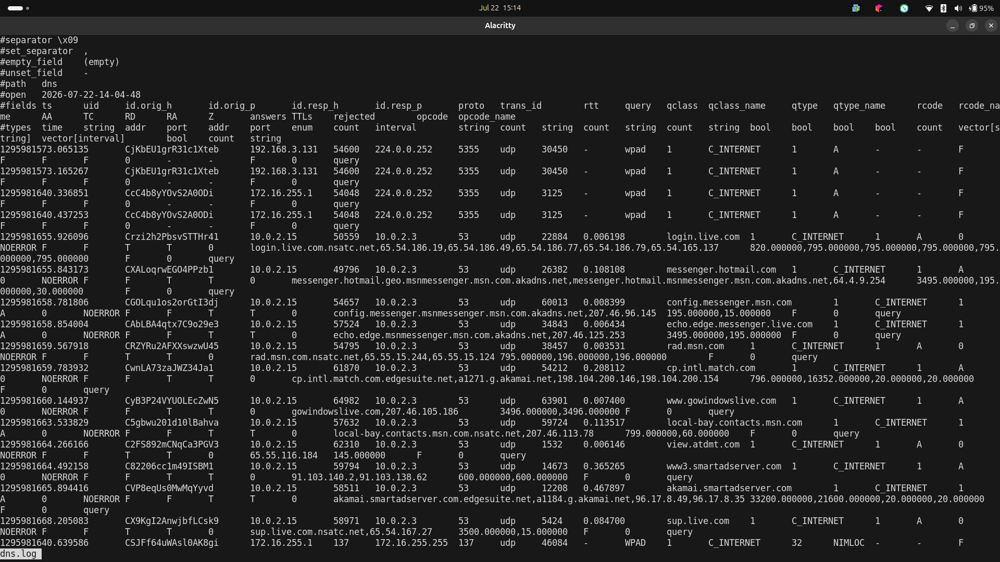 Jul 22  15:14
95%
Alacritty
#separator \x09
#set_separator  ,
#empty_field    (empty)
#unset_field    -
#path   dns
#open   2026-07-22-14-04-48
#fields ts      uid     id.orig_h       id.orig_p       id.resp_h       id.resp_p       proto   trans_id        rtt     query   qclass  qclass_name     qtype   qtype_name      rcode   rcode_na
me      AA      TC      RD      RA      Z       answers TTLs    rejected        opcode  opcode_name
#types  time    string  addr    port    addr    port    enum    count   interval        string  count   string  count   string  count   string  bool    bool    bool    bool    count   vector[s
tring]  vector[interval]        bool    count   string
1295981573.065135       CjKbEU1grR31c1Xteb      192.168.3.131   54600   224.0.0.252     5355    udp     30450   -       wpad    1       C_INTERNET      1       A       -       -       F
F       F       F       0       -       -       F       0       query
1295981573.165267       CjKbEU1grR31c1Xteb      192.168.3.131   54600   224.0.0.252     5355    udp     30450   -       wpad    1       C_INTERNET      1       A       -       -       F
F       F       F       0       -       -       F       0       query
1295981640.336851       CcC4b8yYOvS2A0ODi       172.16.255.1    54048   224.0.0.252     5355    udp     3125    -       wpad    1       C_INTERNET      1       A       -       -       F
F       F       F       0       -       -       F       0       query
1295981640.437253       CcC4b8yYOvS2A0ODi       172.16.255.1    54048   224.0.0.252     5355    udp     3125    -       wpad    1       C_INTERNET      1       A       -       -       F
F       F       F       0       -       -       F       0       query
1295981655.926096       Crzi2h2PbsvSTTHr41      10.0.2.15       50559   10.0.2.3        53      udp     22884   0.006198        login.live.com  1       C_INTERNET      1       A       0
NOERROR F       F       T       T       0       login.live.com.nsatc.net,65.54.186.19,65.54.186.49,65.54.186.77,65.54.186.79,65.54.165.137      820.000000,795.000000,795.000000,795.000000,795.
000000,795.000000       F       0       query
1295981655.843173       CXALoqrwEGO4PPzb1       10.0.2.15       49796   10.0.2.3        53      udp     26382   0.108108        messenger.hotmail.com   1       C_INTERNET      1       A
0       NOERROR F       F       T       T       0       messenger.hotmail.geo.msnmessenger.msn.com.akadns.net,messenger.hotmail.msnmessenger.msn.com.akadns.net,64.4.9.254      3495.000000,195.
000000,30.000000        F       0       query
1295981658.781806       CGOLqu1os2orGtI3dj      10.0.2.15       54657   10.0.2.3        53      udp     60013   0.008399        config.messenger.msn.com        1       C_INTERNET      1
A       0       NOERROR F       F       T       T       0       config.messenger.msnmessenger.msn.com.akadns.net,207.46.96.145  195.000000,15.000000    F       0       query
1295981658.854004       CAbLBA4qtx7C9o29e3      10.0.2.15       57524   10.0.2.3        53      udp     34843   0.006434        echo.edge.messenger.live.com    1       C_INTERNET      1
A       0       NOERROR F       F       T       T       0       echo.edge.msnmessenger.msn.com.akadns.net,207.46.125.253        3495.000000,195.000000  F       0       query
1295981659.567918       CRZYRu2AFXXswzwU45      10.0.2.15       54795   10.0.2.3        53      udp     38457   0.003531        rad.msn.com     1       C_INTERNET      1       A       0
NOERROR F       F       T       T       0       rad.msn.com.nsatc.net,65.55.15.244,65.55.15.124 795.000000,196.000000,196.000000        F       0       query
1295981659.783932       CwnLA73zaJWZ34Ja1       10.0.2.15       61870   10.0.2.3        53      udp     54212   0.208112        cp.intl.match.com       1       C_INTERNET      1       A
0       NOERROR F       F       T       T       0       cp.intl.match.com.edgesuite.net,a1271.g.akamai.net,198.104.200.146,198.104.200.154      796.000000,16352.000000,20.000000,20.000000
F       0       query
1295981660.144937       CyB3P24VYUOLEcZwN5      10.0.2.15       64982   10.0.2.3        53      udp     63901   0.007400        www.gowindowslive.com   1       C_INTERNET      1       A
0       NOERROR F       F       T       T       0       gowindowslive.com,207.46.105.186        3496.000000,3496.000000 F       0       query
1295981663.533829       C5gbwu201d10lBahva      10.0.2.15       57632   10.0.2.3        53      udp     59724   0.113517        local-bay.contacts.msn.com      1       C_INTERNET      1
A       0       NOERROR F       F       T       T       0       local-bay.contacts.msn.com.nsatc.net,207.46.113.78      799.000000,60.000000    F       0       query
1295981664.266166       C2FS892mCNqCa3PGV3      10.0.2.15       62310   10.0.2.3        53      udp     1532    0.006146        view.atdmt.com  1       C_INTERNET      1       A       0
NOERROR F       F       T       T       0       65.55.116.184   145.000000      F       0       query
1295981664.492158       C82206cc1m49ISBM1       10.0.2.15       59794   10.0.2.3        53      udp     14673   0.365265        www3.smartadserver.com  1       C_INTERNET      1       A
0       NOERROR F       F       T       T       0       91.103.140.2,91.103.138.62      600.000000,600.000000   F       0       query
1295981665.894416       CVP8eqUs0MwMqYyvd       10.0.2.15       58511   10.0.2.3        53      udp     12208   0.467897        akamai.smartadserver.com        1       C_INTERNET      1
A       0       NOERROR F       F       T       T       0       akamai.smartadserver.com.edgesuite.net,a1184.g.akamai.net,96.17.8.49,96.17.8.35 33200.000000,21600.000000,20.000000,20.000000
F       0       query
1295981668.205083       CX9KgI2AnwjbfLCsk9      10.0.2.15       58971   10.0.2.3        53      udp     5424    0.084700        sup.live.com    1       C_INTERNET      1       A       0
NOERROR F       F       T       T       0       sup.live.com.nsatc.net,65.54.167.27     3500.000000,15.000000   F       0       query
1295981640.639586       CSJFf64uWAsl0AK8gi      172.16.255.1    137     172.16.255.255  137     udp     46084   -       WPAD    1       C_INTERNET      32      NIMLOC  -       -       F
dns.log